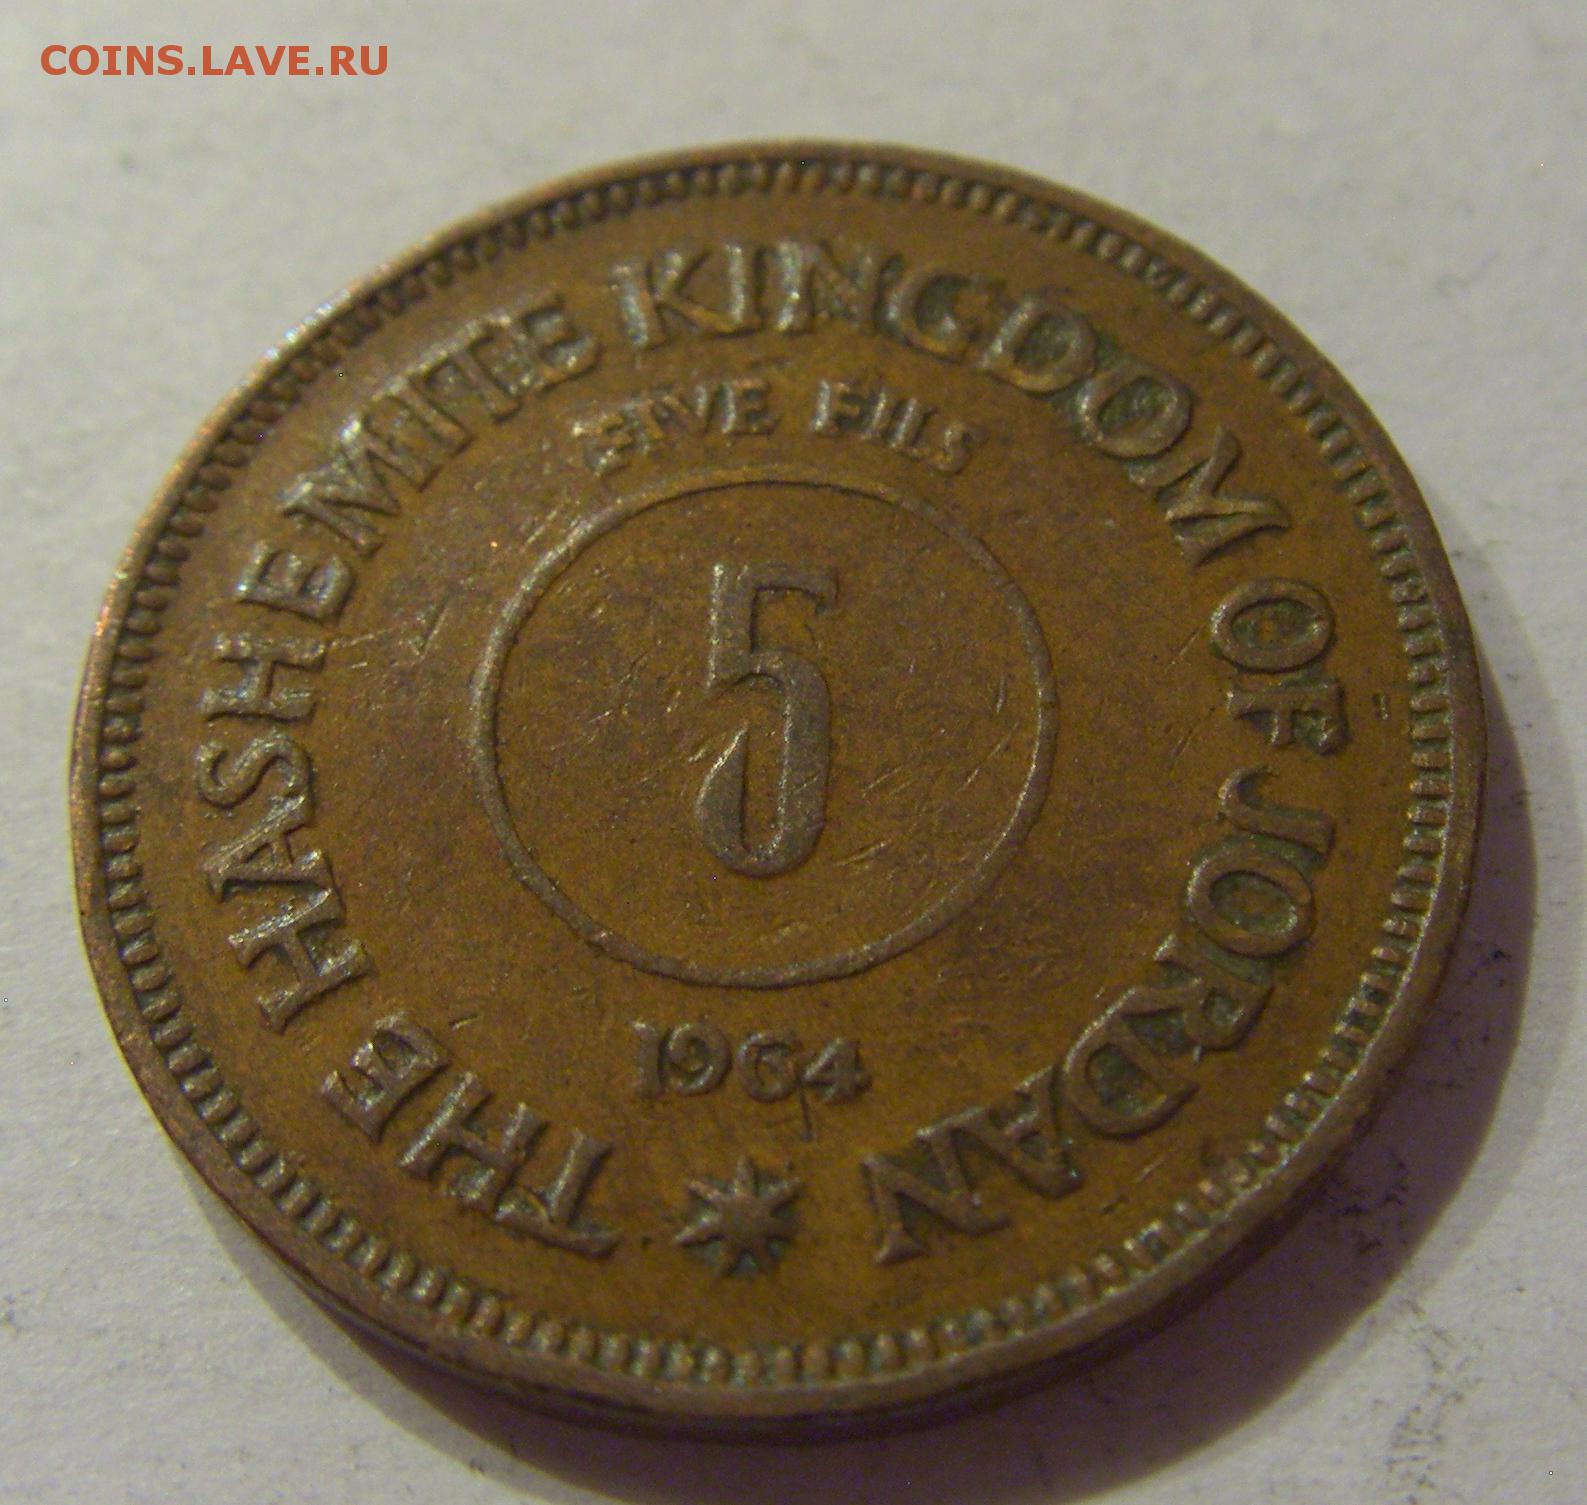 COINS.LAVE.RU
THE HASHEMITE KINGDOM OF JORDAN
FIVE FILS
5
1964